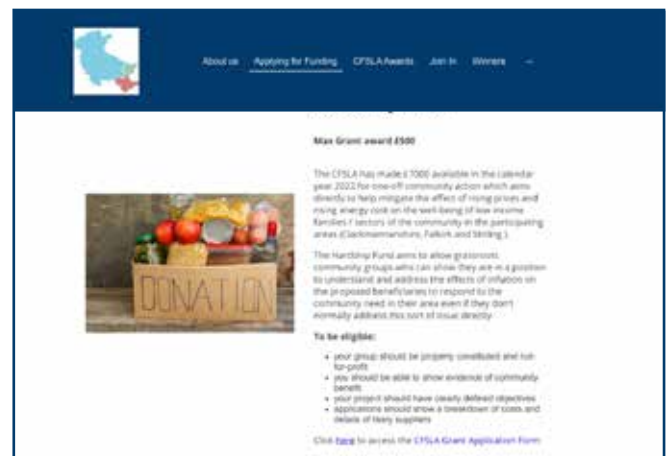 About us Applying for Funding CFSLA Awards Join In Winners
Max Grant award £500
The CFSLA has made £7000 available in the calendar
year 2022 for one-off community action which aims
directly to help mitigate the effect of rising prices and
rising energy cost on the well-being of low income
families / sectors of the community in the participating
areas (Clackmannanshire, Falkirk and Stirling ).
The Hardship Fund aims to allow grassroots
community groups who can show they are in a position
to understand and address the effects of inflation on
the proposed beneficiaries to respond to the
community need in their area even if they don't
normally address this sort of issue directly.
To be eligible:
your group should be properly constituted and not-
for-profit
you should be able to show evidence of community
benefit
your project should have clearly defined objectives
applications should show a breakdown of costs and
details of likely suppliers
Click here to access the CFSLA Grant Application Form
DONATION